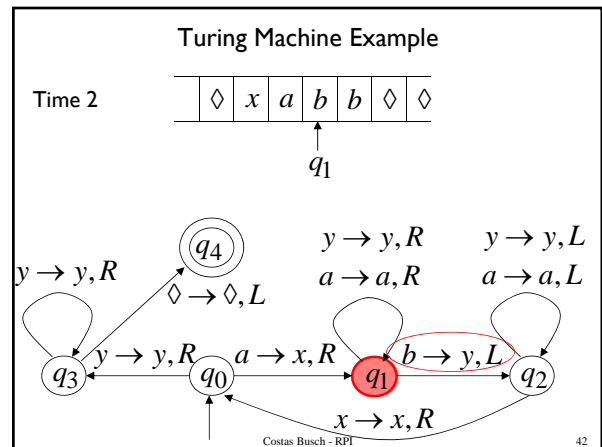 Turing Machine Example
Time 2
◊ x a b b ◊ ◊
q₁
y → y, R
a → a, R
y → y, L
a → a, L
y → y, R
q₄
◊ → ◊, L
q₃
y → y, R
q₀
a → x, R
q₁
b → y, L
q₂
x → x, R
Costas Busch - RPI
42